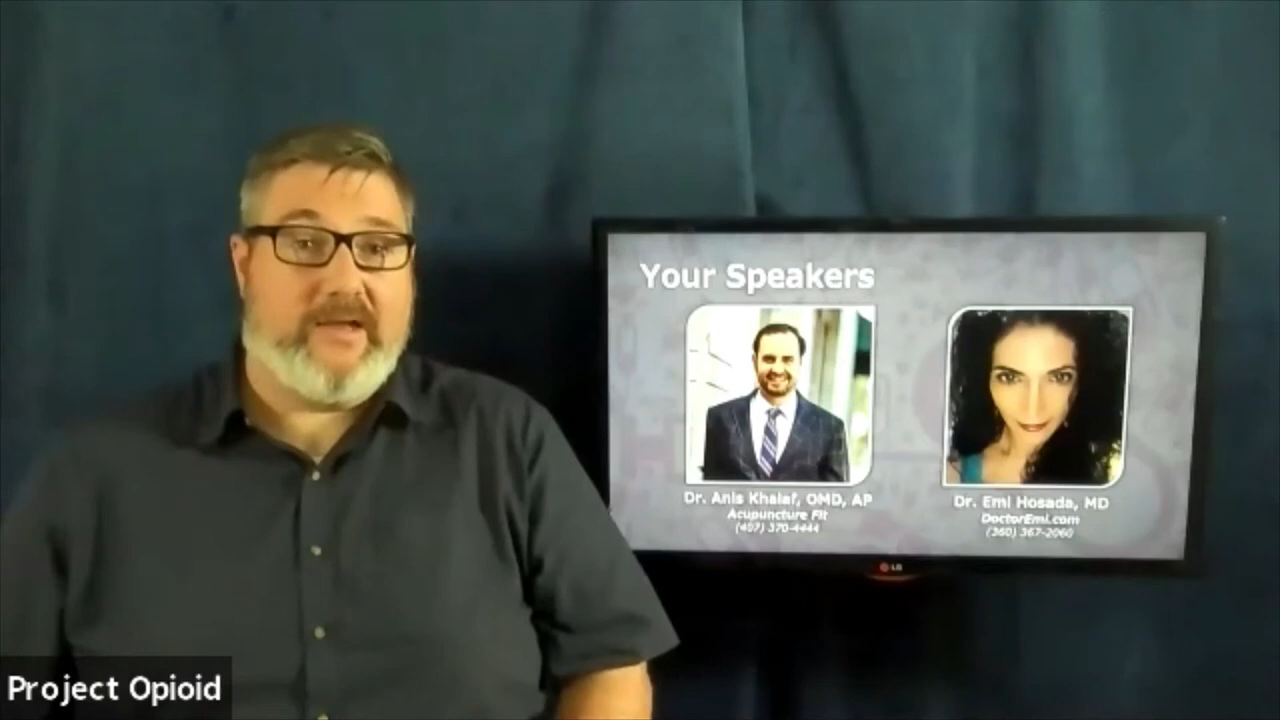 Your Speakers
Dr. Anis Khalaf, OMD, AP
Acupuncture Fit
(407) 370-4444
Dr. Emi Hosada, MD
DoctorEmi.com
(360) 367-2060
LG
Project Opioid